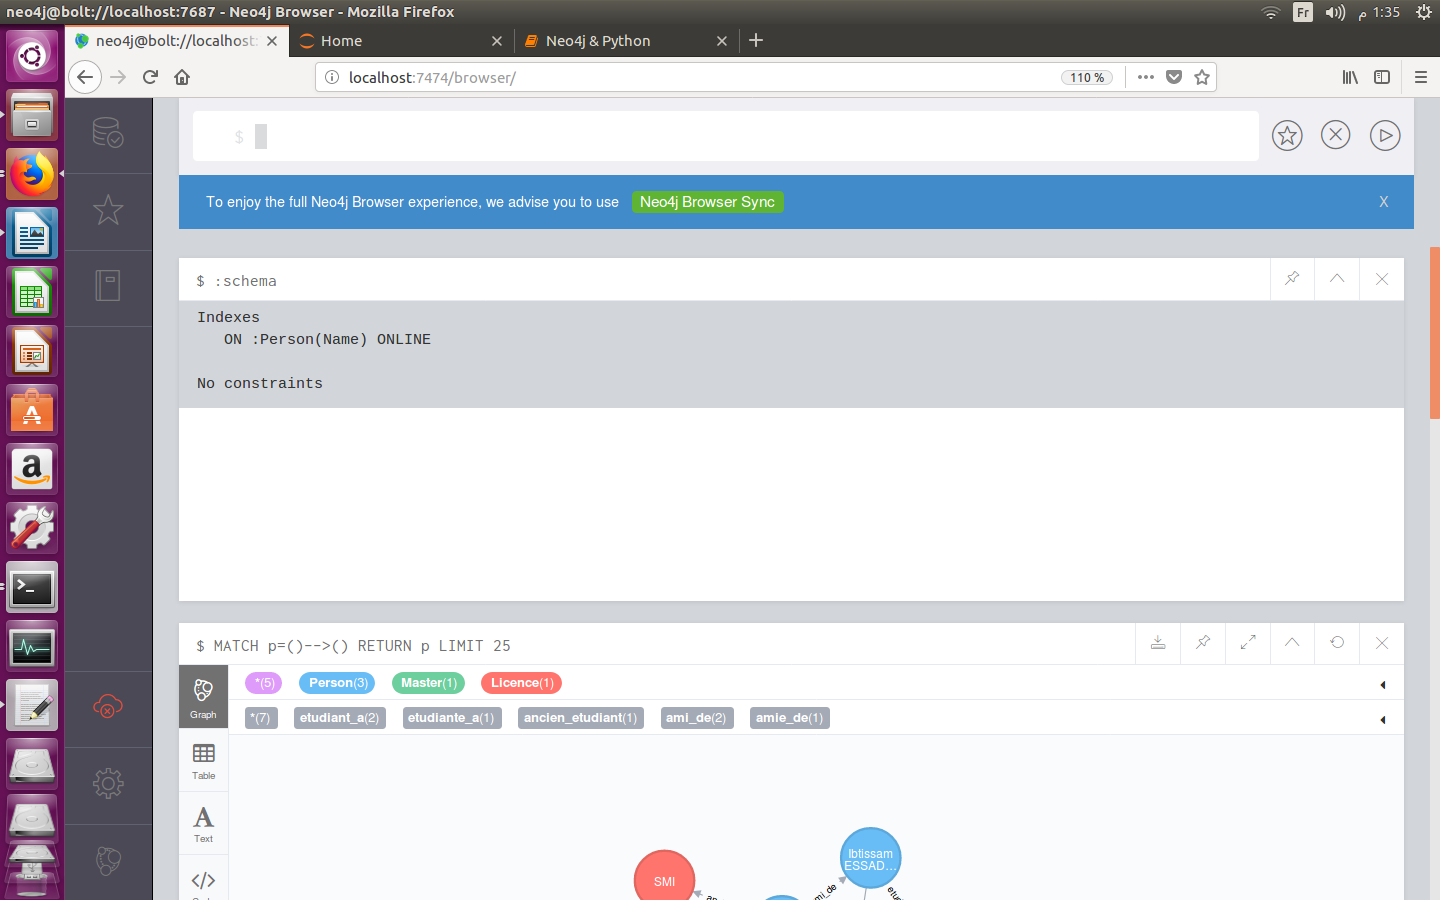 neo4j@bolt://localhost:7687 - Neo4j Browser - Mozilla Firefox
Fr
م 1:35
neo4j@bolt://localhost:
Home
Neo4j & Python
localhost:7474/browser/
110 %
$
To enjoy the full Neo4j Browser experience, we advise you to use Neo4j Browser Sync X
$ :schema
Indexes
ON :Person(Name) ONLINE
No constraints
$ MATCH p=()-->() RETURN p LIMIT 25
*(5) Person(3) Master(1) Licence(1)
*(7) etudiant_a(2) etudiante_a(1) ancien_etudiant(1) ami_de(2) amie_de(1)
Graph
Table
Text
Ibtissam
ESSAD...
SMI